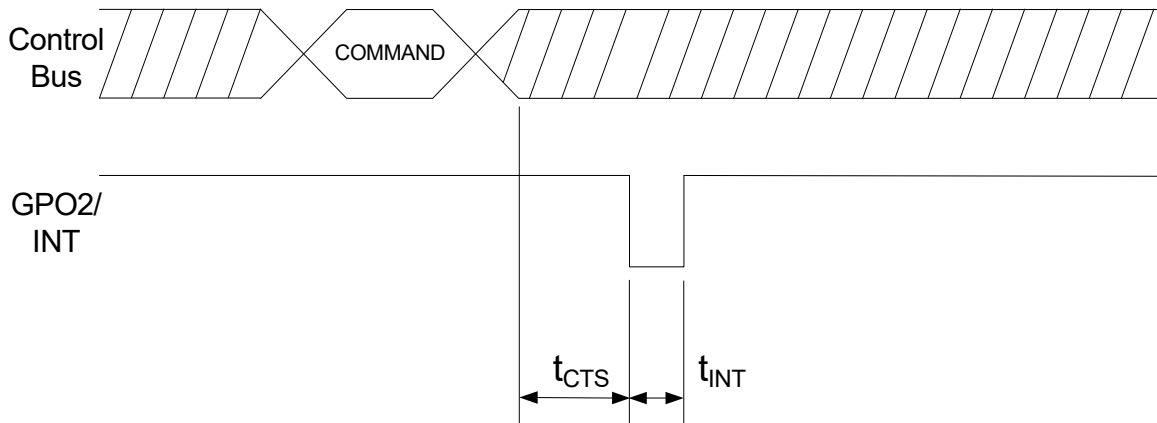 Control
Bus
COMMAND
GPO2/
INT
tCTS
tINT